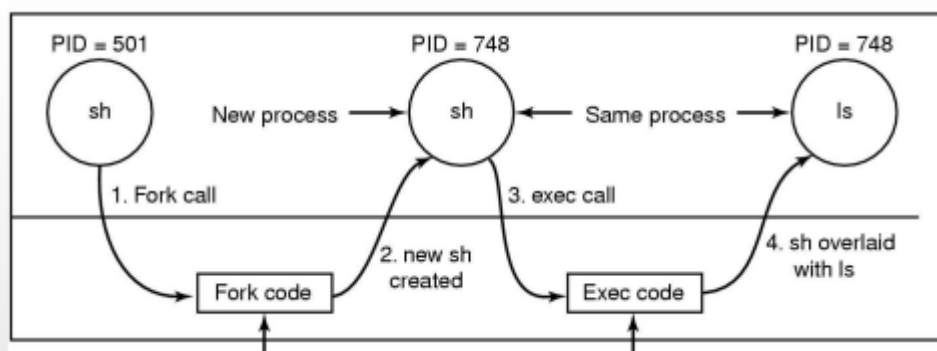 PID = 501
PID = 748
PID = 748
sh
New process
sh
Same process
ls
1. Fork call
3. exec call
2. new sh
created
4. sh overlaid
with ls
Fork code
Exec code